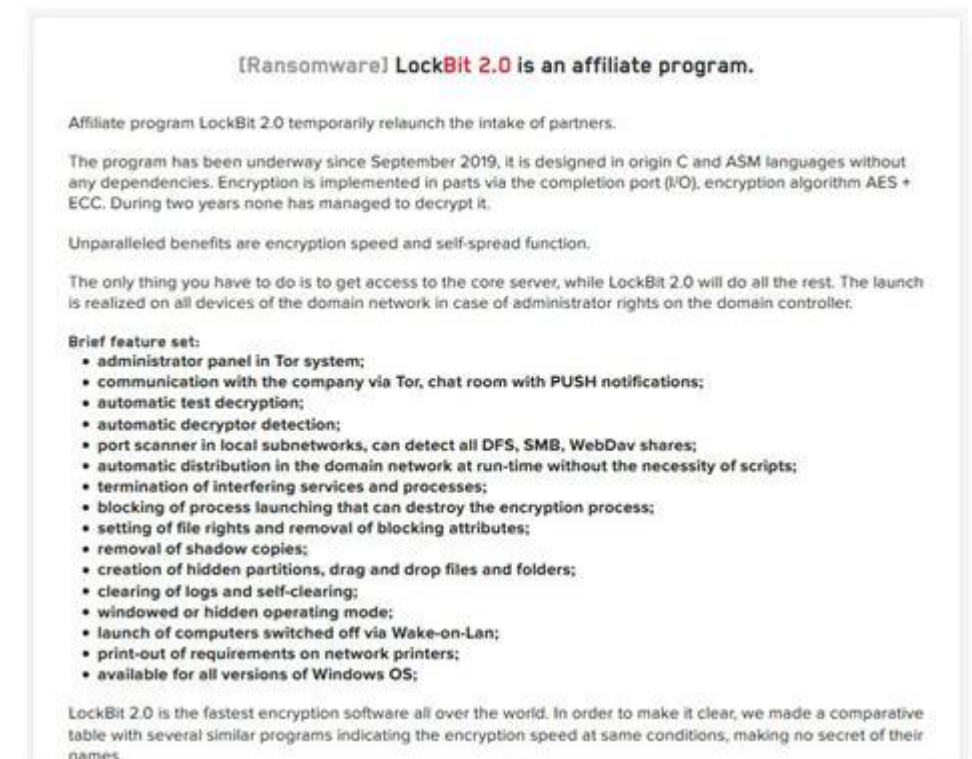 [Ransomware] LockBit 2.0 is an affiliate program.
Affiliate program LockBit 2.0 temporarily relaunch the intake of partners.
The program has been underway since September 2019, it is designed in origin C and ASM languages without
any dependencies. Encryption is implemented in parts via the completion port (I/O), encryption algorithm AES +
ECC. During two years none has managed to decrypt it.
Unparalleled benefits are encryption speed and self-spread function.
The only thing you have to do is to get access to the core server, while LockBit 2.0 will do all the rest. The launch
is realized on all devices of the domain network in case of administrator rights on the domain controller.
Brief feature set:
• administrator panel in Tor system;
• communication with the company via Tor, chat room with PUSH notifications;
• automatic test decryption;
• automatic decryptor detection;
• port scanner in local subnetworks, can detect all DFS, SMB, WebDav shares;
• automatic distribution in the domain network at run-time without the necessity of scripts;
• termination of interfering services and processes;
• blocking of process launching that can destroy the encryption process;
• setting of file rights and removal of blocking attributes;
• removal of shadow copies;
• creation of hidden partitions, drag and drop files and folders;
• clearing of logs and self-clearing;
• windowed or hidden operating mode;
• launch of computers switched off via Wake-on-Lan;
• print-out of requirements on network printers;
• available for all versions of Windows OS;
LockBit 2.0 is the fastest encryption software all over the world. In order to make it clear, we made a comparative
table with several similar programs indicating the encryption speed at same conditions, making no secret of their
names.